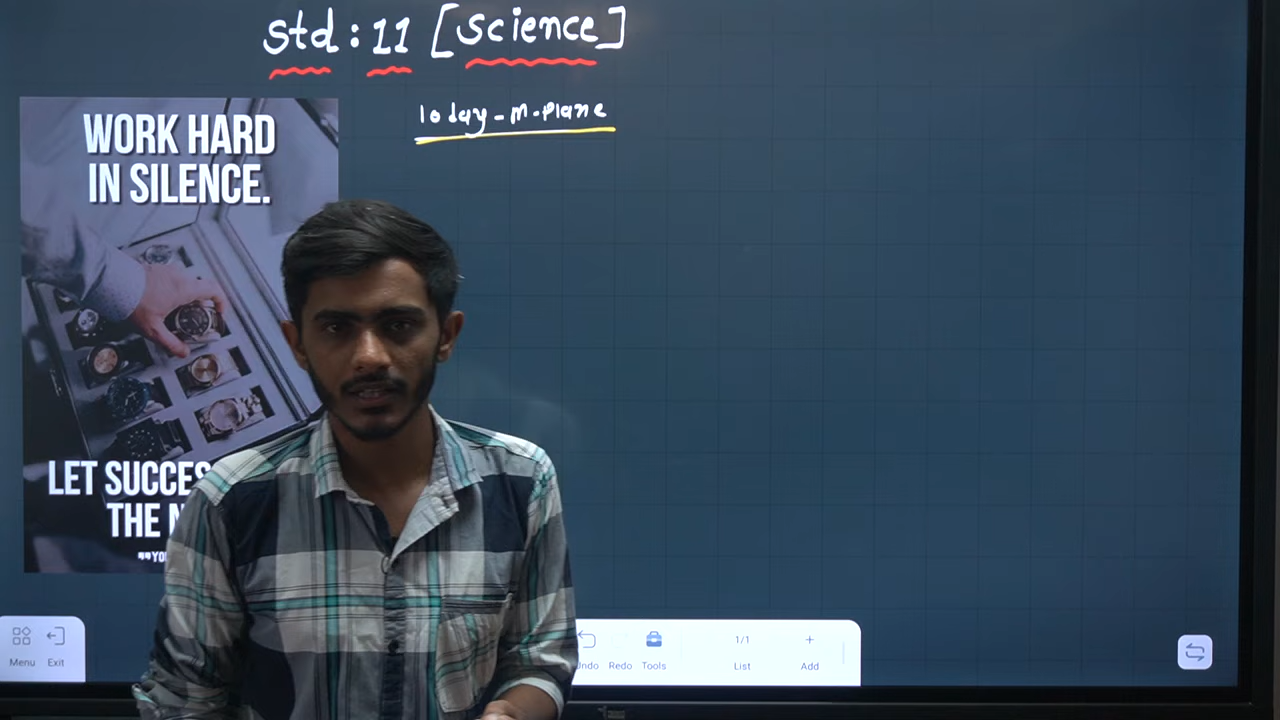 std : 11 [science]
10 day - m. plane
WORK HARD
IN SILENCE.
LET SUCCES
THE N
Menu
Exit
Undo
Redo
Tools
1/1
List
+
Add